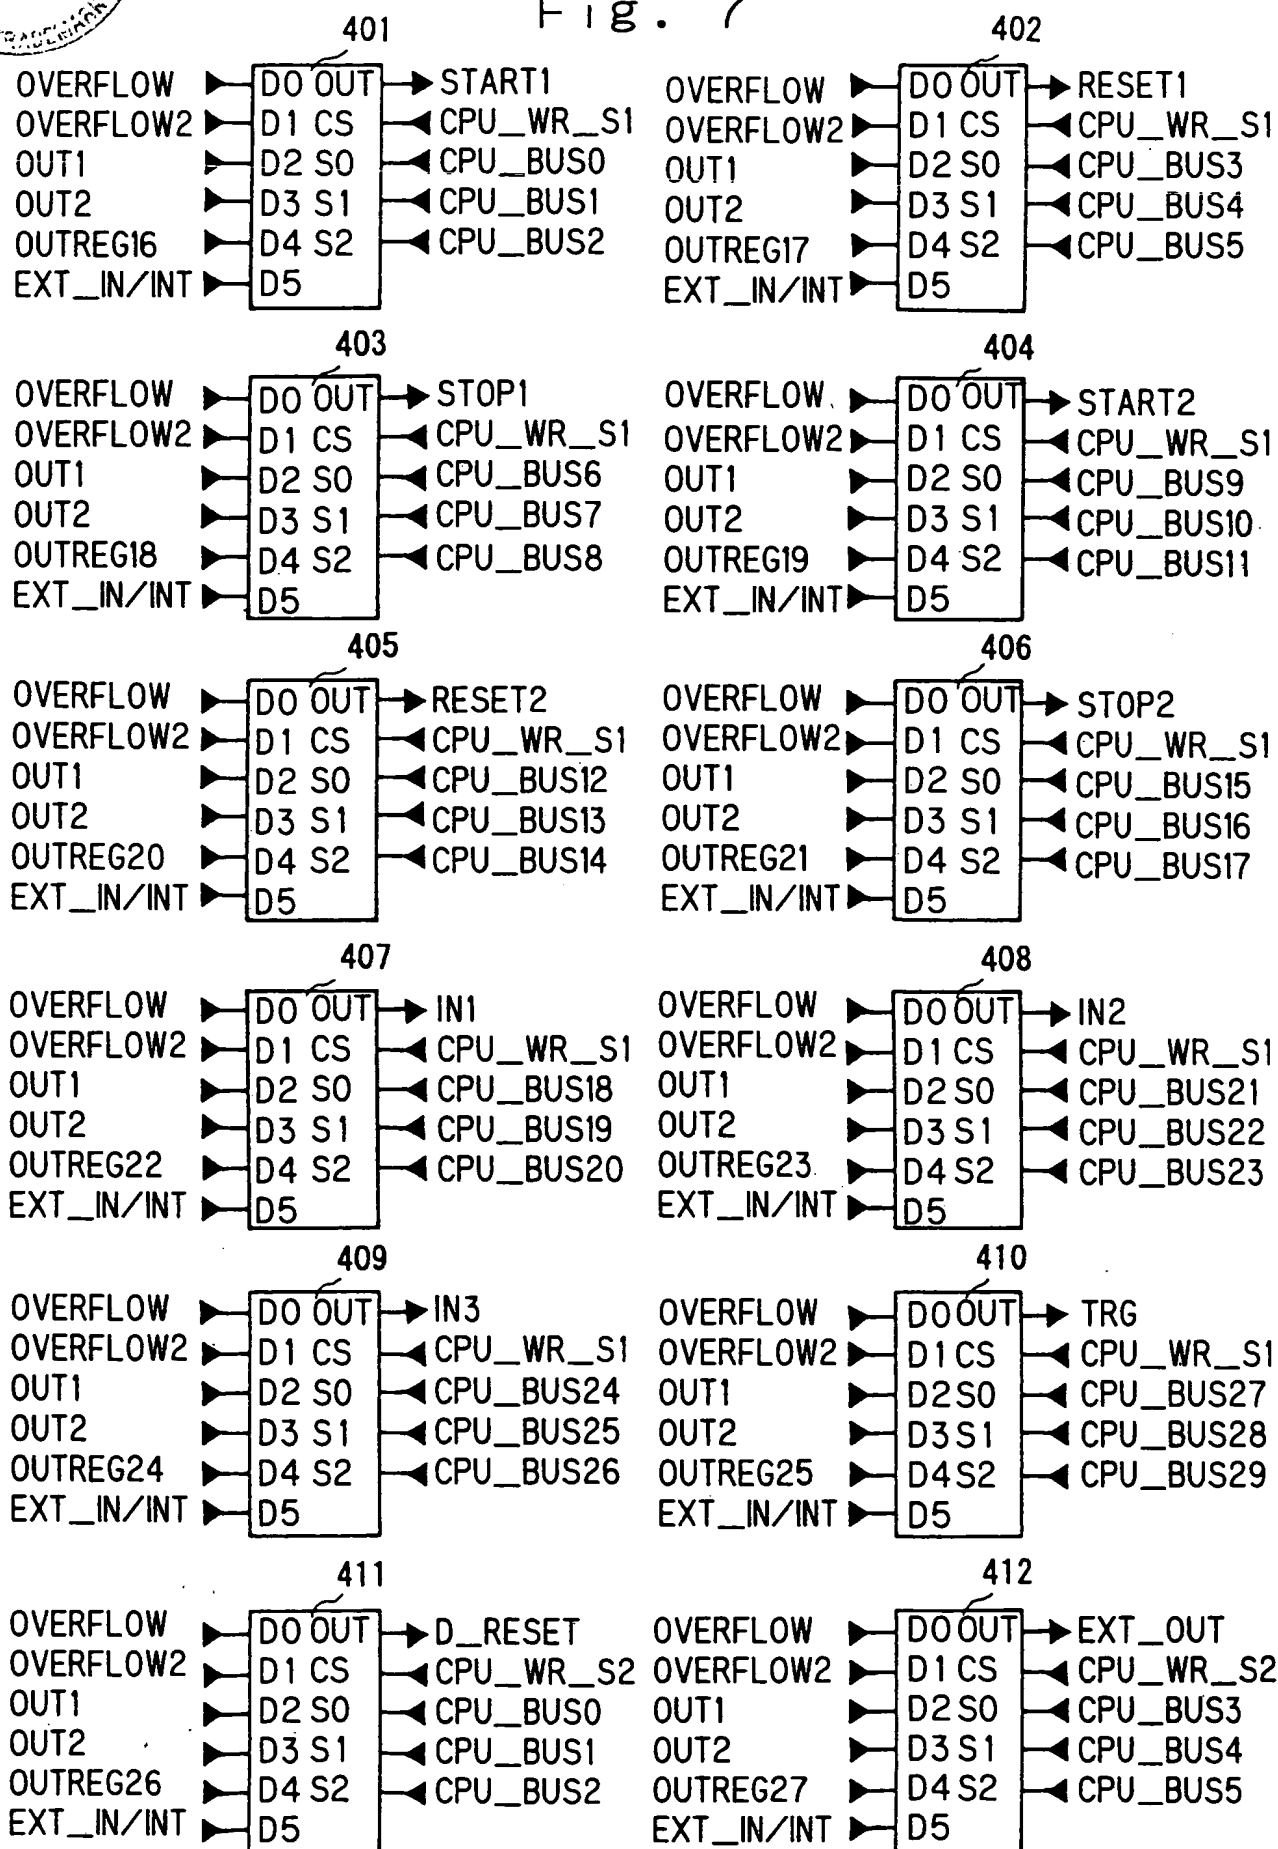 TRADEMARK
Fig. 7
401
OVERFLOW D0 OUT START1
OVERFLOW2 D1 CS CPU_WR_S1
OUT1 D2 S0 CPU_BUS0
OUT2 D3 S1 CPU_BUS1
OUTREG16 D4 S2 CPU_BUS2
EXT_IN/INT D5
402
OVERFLOW D0 OUT RESET1
OVERFLOW2 D1 CS CPU_WR_S1
OUT1 D2 S0 CPU_BUS3
OUT2 D3 S1 CPU_BUS4
OUTREG17 D4 S2 CPU_BUS5
EXT_IN/INT D5
403
OVERFLOW D0 OUT STOP1
OVERFLOW2 D1 CS CPU_WR_S1
OUT1 D2 S0 CPU_BUS6
OUT2 D3 S1 CPU_BUS7
OUTREG18 D4 S2 CPU_BUS8
EXT_IN/INT D5
404
OVERFLOW D0 OUT START2
OVERFLOW2 D1 CS CPU_WR_S1
OUT1 D2 S0 CPU_BUS9
OUT2 D3 S1 CPU_BUS10
OUTREG19 D4 S2 CPU_BUS11
EXT_IN/INT D5
405
OVERFLOW D0 OUT RESET2
OVERFLOW2 D1 CS CPU_WR_S1
OUT1 D2 S0 CPU_BUS12
OUT2 D3 S1 CPU_BUS13
OUTREG20 D4 S2 CPU_BUS14
EXT_IN/INT D5
406
OVERFLOW D0 OUT STOP2
OVERFLOW2 D1 CS CPU_WR_S1
OUT1 D2 S0 CPU_BUS15
OUT2 D3 S1 CPU_BUS16
OUTREG21 D4 S2 CPU_BUS17
EXT_IN/INT D5
407
OVERFLOW D0 OUT IN1
OVERFLOW2 D1 CS CPU_WR_S1
OUT1 D2 S0 CPU_BUS18
OUT2 D3 S1 CPU_BUS19
OUTREG22 D4 S2 CPU_BUS20
EXT_IN/INT D5
408
OVERFLOW D0 OUT IN2
OVERFLOW2 D1 CS CPU_WR_S1
OUT1 D2 S0 CPU_BUS21
OUT2 D3 S1 CPU_BUS22
OUTREG23 D4 S2 CPU_BUS23
EXT_IN/INT D5
409
OVERFLOW D0 OUT IN3
OVERFLOW2 D1 CS CPU_WR_S1
OUT1 D2 S0 CPU_BUS24
OUT2 D3 S1 CPU_BUS25
OUTREG24 D4 S2 CPU_BUS26
EXT_IN/INT D5
410
OVERFLOW D0 OUT TRG
OVERFLOW2 D1 CS CPU_WR_S1
OUT1 D2 S0 CPU_BUS27
OUT2 D3 S1 CPU_BUS28
OUTREG25 D4 S2 CPU_BUS29
EXT_IN/INT D5
411
OVERFLOW D0 OUT D_RESET
OVERFLOW2 D1 CS CPU_WR_S2
OUT1 D2 S0 CPU_BUS0
OUT2 D3 S1 CPU_BUS1
OUTREG26 D4 S2 CPU_BUS2
EXT_IN/INT D5
412
OVERFLOW D0 OUT EXT_OUT
OVERFLOW2 D1 CS CPU_WR_S2
OUT1 D2 S0 CPU_BUS3
OUT2 D3 S1 CPU_BUS4
OUTREG27 D4 S2 CPU_BUS5
EXT_IN/INT D5